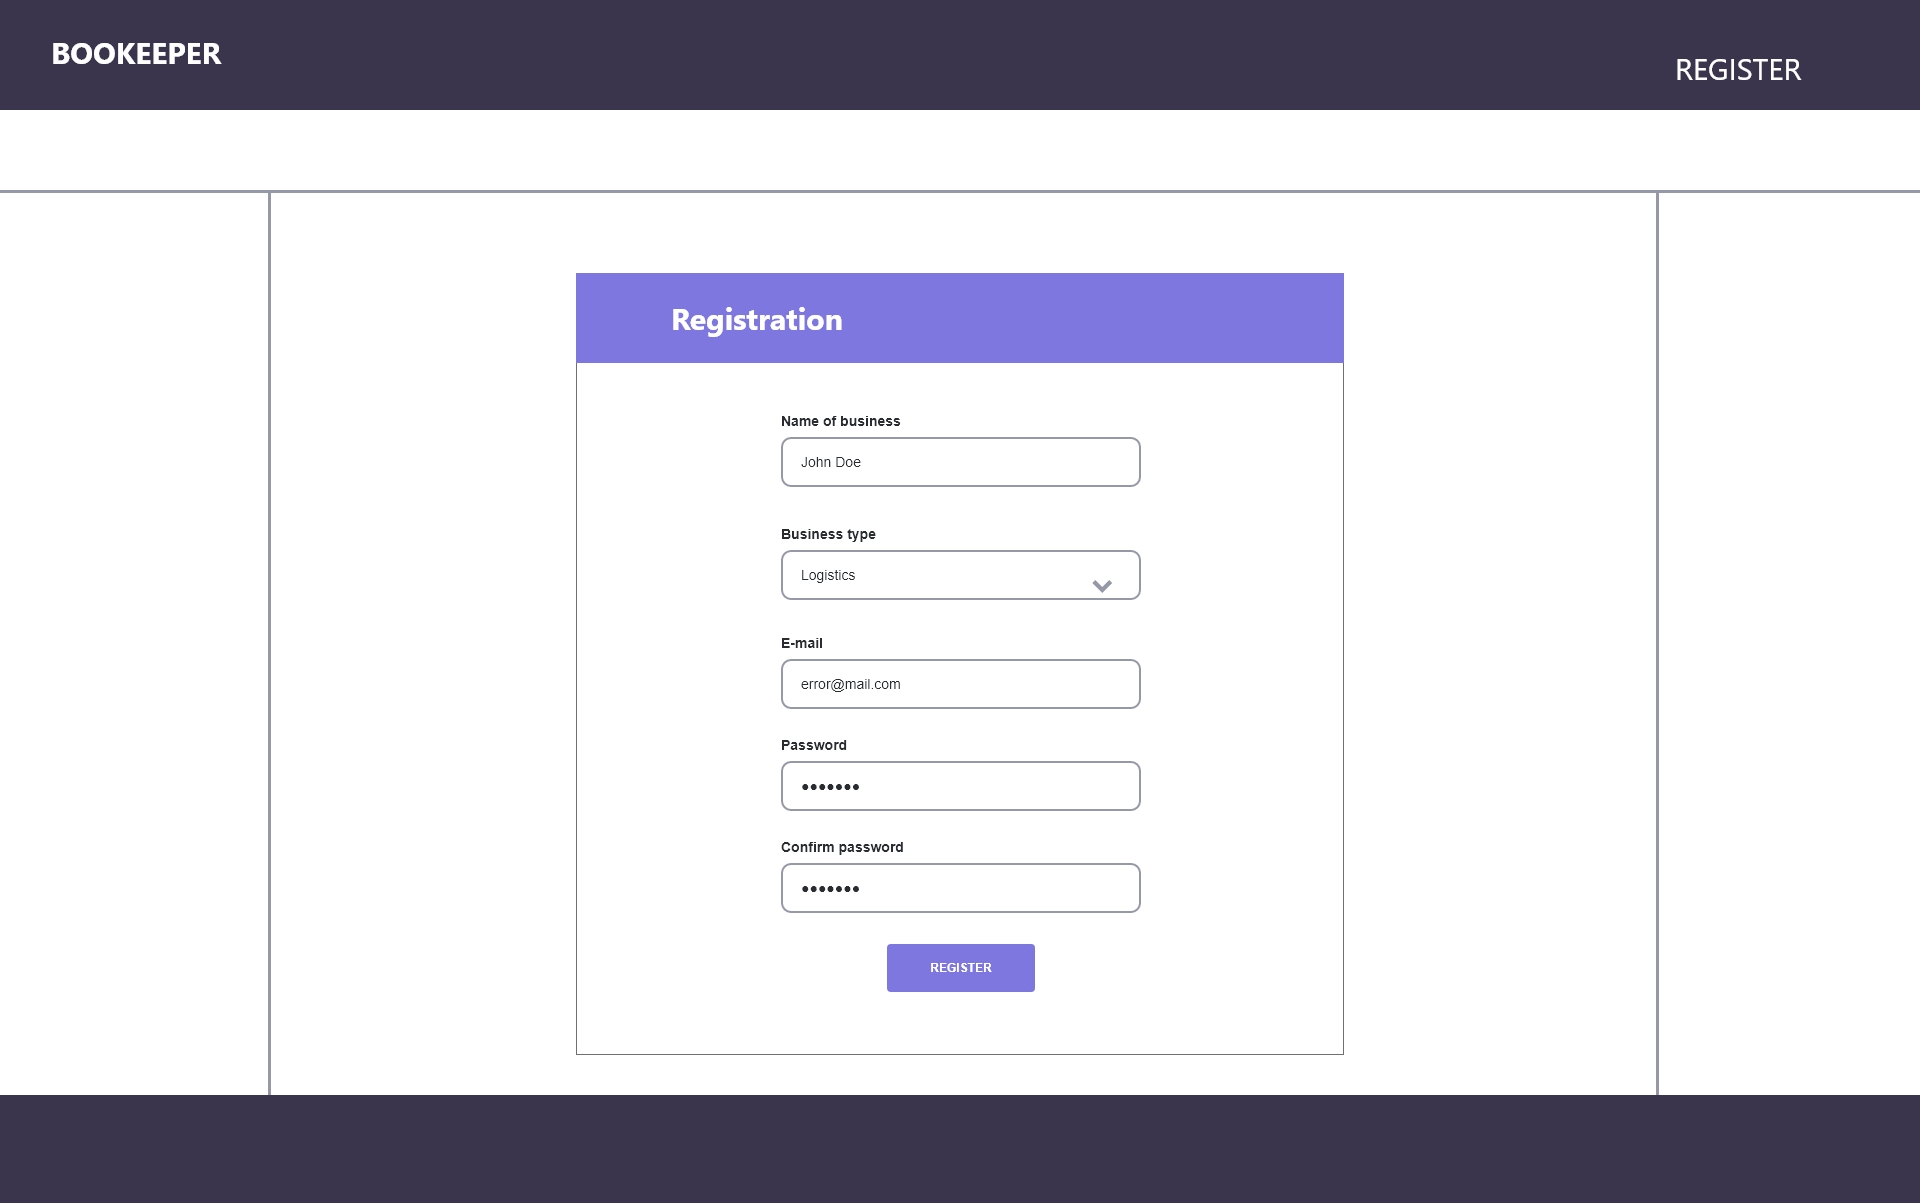 BOOKEEPER
REGISTER
Registration
Name of business
John Doe
Business type
Logistics
E-mail
error@mail.com
Password
•••••••
Confirm password
•••••••
REGISTER